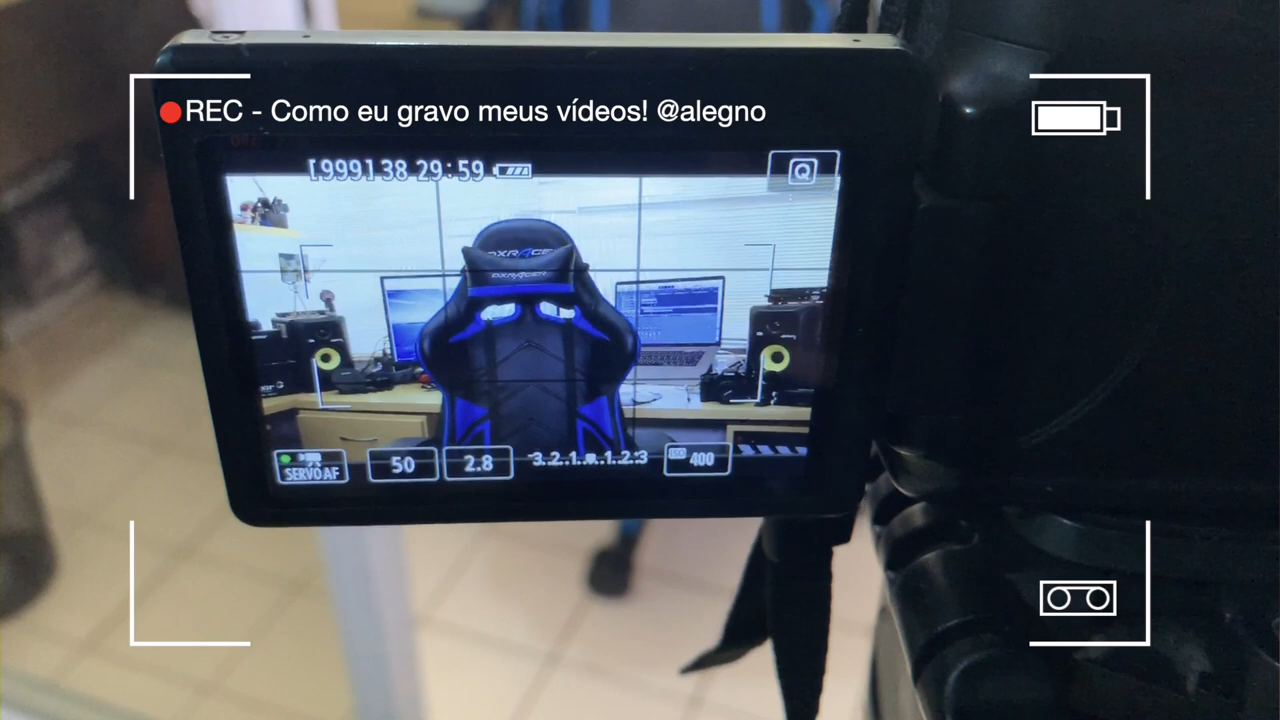 REC - Como eu gravo meus vídeos! @alegno
[999] 38 29:59
Q
DXRACER
DXRACER
SERVO AF
50
2.8
3..2..1..■..1..2..3
ISO 400